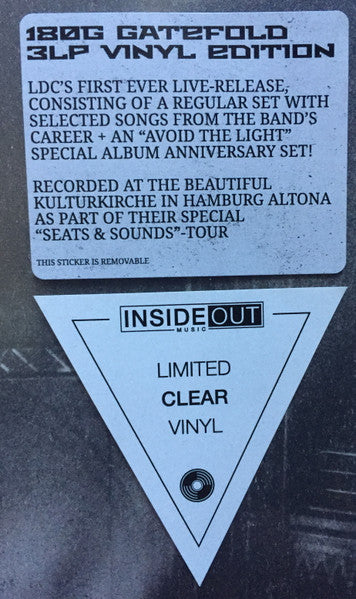 180G GATEFOLD
3LP VINYL EDITION
LDC'S FIRST EVER LIVE-RELEASE,
CONSISTING OF A REGULAR SET WITH
SELECTED SONGS FROM THE BAND'S
CAREER + AN “AVOID THE LIGHT”
SPECIAL ALBUM ANNIVERSARY SET!
RECORDED AT THE BEAUTIFUL
KULTURKIRCHE IN HAMBURG ALTONA
AS PART OF THEIR SPECIAL
“SEATS & SOUNDS”-TOUR
THIS STICKER IS REMOVABLE
INSIDEOUT
MUSIC
LIMITED
CLEAR
VINYL